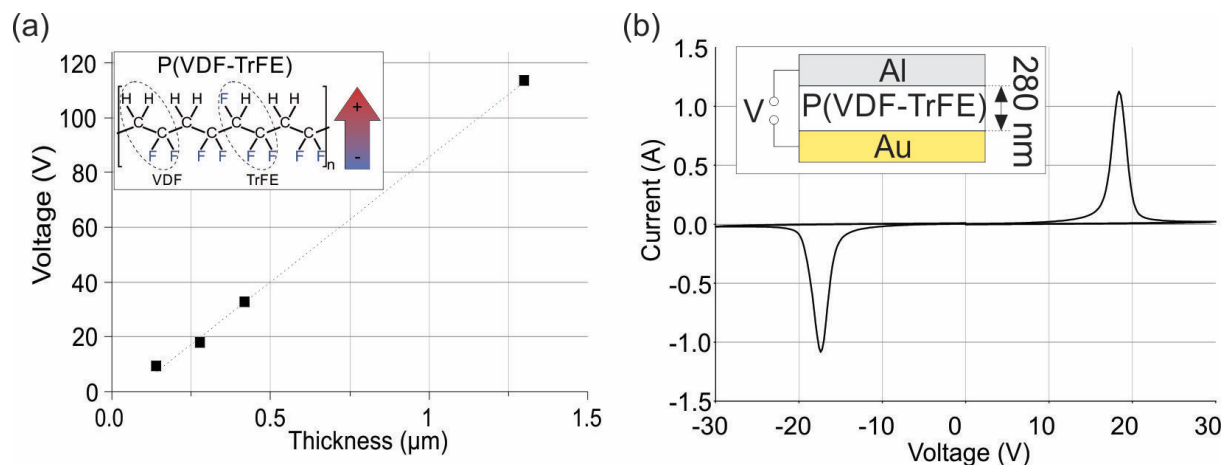 (a)
P(VDF-TrFE)
H H H H F H H H
C C C C
C C C C
F F F F F F F F
n
VDF TrFE
+
-
Voltage (V)
120
100
80
60
40
20
0
0.0 0.5 1 1.5
Thickness (µm)
(b)
Al
P(VDF-TrFE)
Au
V
280 nm
Current (A)
1.5
1.0
0.5
0.0
-0.5
-1.0
-1.5
-30 -20 -10 0 10 20 30
Voltage (V)